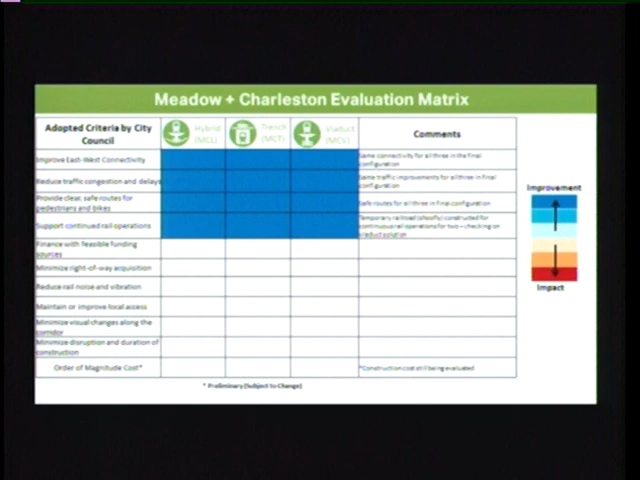 Meadow + Charleston Evaluation Matrix
Adopted Criteria by City
Council
Hybrid
(MCL)
Trench
(MCT)
Viaduct
(MCV)
Comments
Improve East-West Connectivity
Same connectivity for all three in the final
configuration
Reduce traffic congestion and delays
Same traffic improvements for all three in final
configuration
Provide clear, safe routes for
pedestrians and bikes
Safe routes for all three in final configuration
Support continued rail operations
Temporary railroad (shoofly) constructed for
continuous rail operations for two - checking on
viaduct solution
Finance with feasible funding
sources
Minimize right-of-way acquisition
Reduce rail noise and vibration
Maintain or improve local access
Minimize visual changes along the
corridor
Minimize disruption and duration of
construction
Order of Magnitude Cost*
*Construction cost still being evaluated
* Preliminary (Subject to Change)
Improvement
Impact